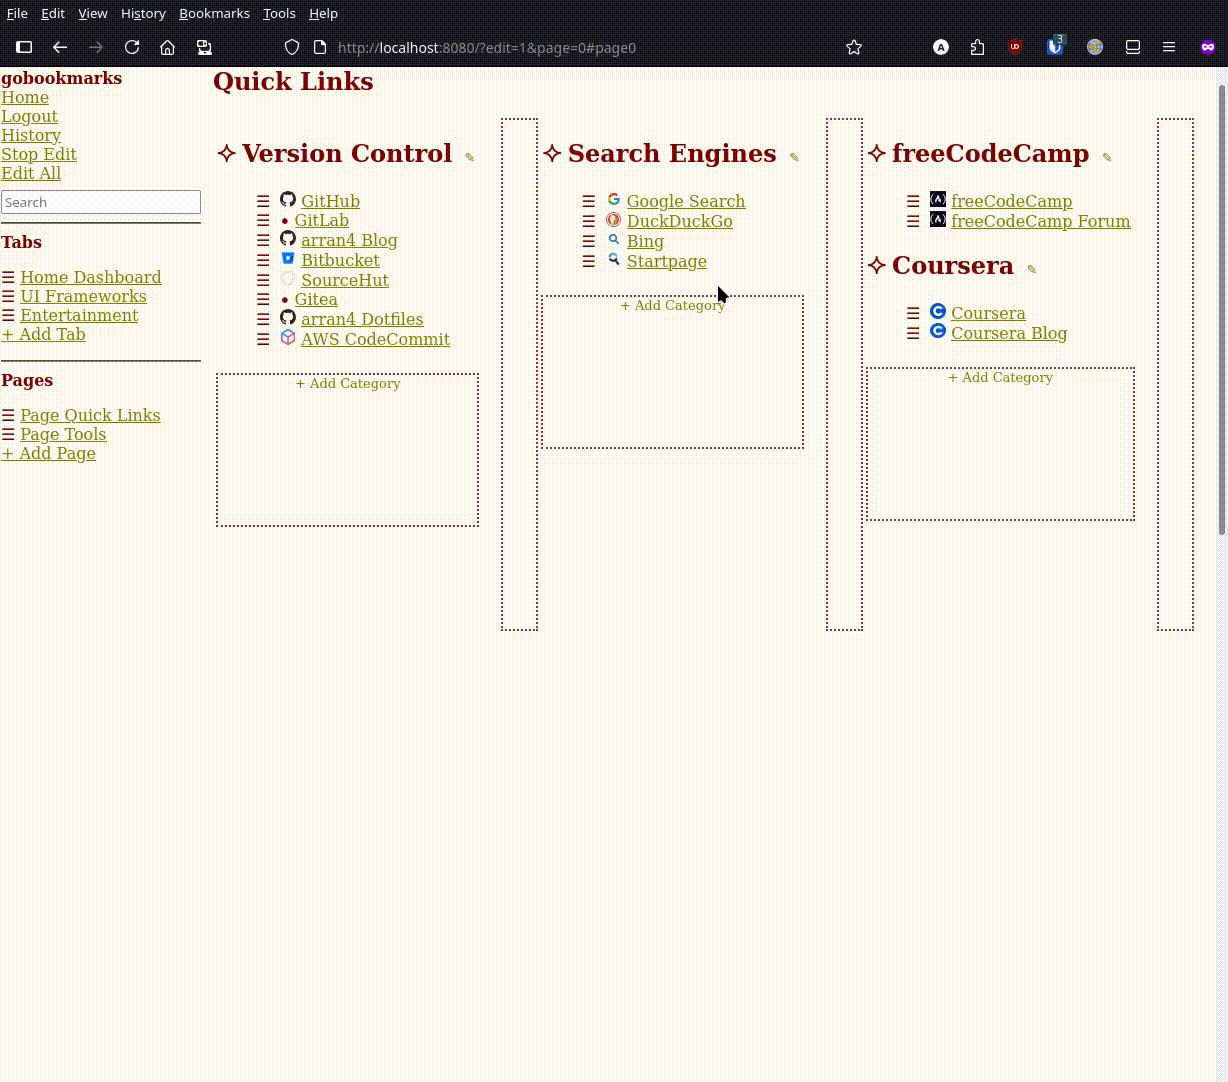 File Edit View History Bookmarks Tools Help
http://localhost:8080/?edit=1&page=0#page0
A
UD
3
gobookmarks
Home
Logout
History
Stop Edit
Edit All
Search
Tabs
☰ Home Dashboard
☰ UI Frameworks
☰ Entertainment
+ Add Tab
Pages
☰ Page Quick Links
☰ Page Tools
+ Add Page
Quick Links
✧ Version Control ✎
☰ GitHub
☰ • GitLab
☰ arran4 Blog
☰ Bitbucket
☰ SourceHut
☰ • Gitea
☰ arran4 Dotfiles
☰ AWS CodeCommit
+ Add Category
✧ Search Engines ✎
☰ Google Search
☰ DuckDuckGo
☰ Bing
☰ Startpage
+ Add Category
✧ freeCodeCamp ✎
☰ freeCodeCamp
☰ freeCodeCamp Forum
✧ Coursera ✎
☰ Coursera
☰ Coursera Blog
+ Add Category